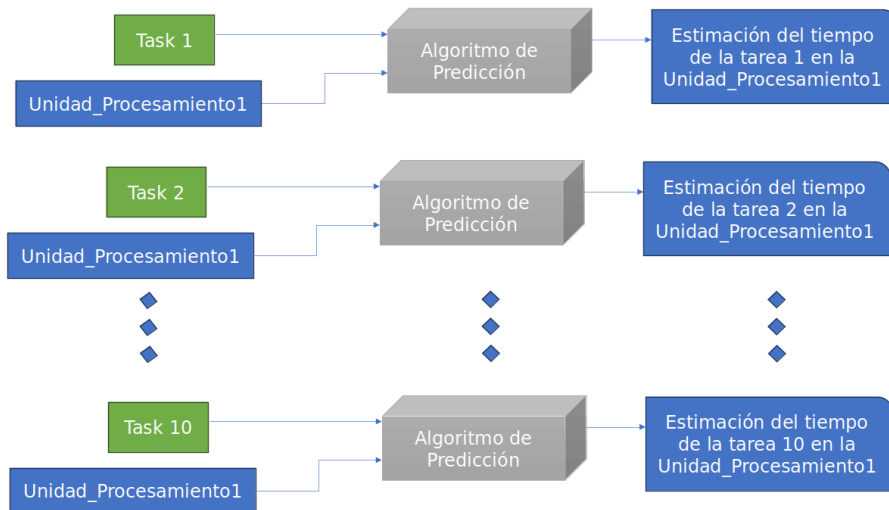 Task 1
Unidad_Procesamiento1
Algoritmo de
Predicción
Estimación del tiempo
de la tarea 1 en la
Unidad_Procesamiento1
Task 2
Unidad_Procesamiento1
Algoritmo de
Predicción
Estimación del tiempo
de la tarea 2 en la
Unidad_Procesamiento1
Task 10
Unidad_Procesamiento1
Algoritmo de
Predicción
Estimación del tiempo
de la tarea 10 en la
Unidad_Procesamiento1